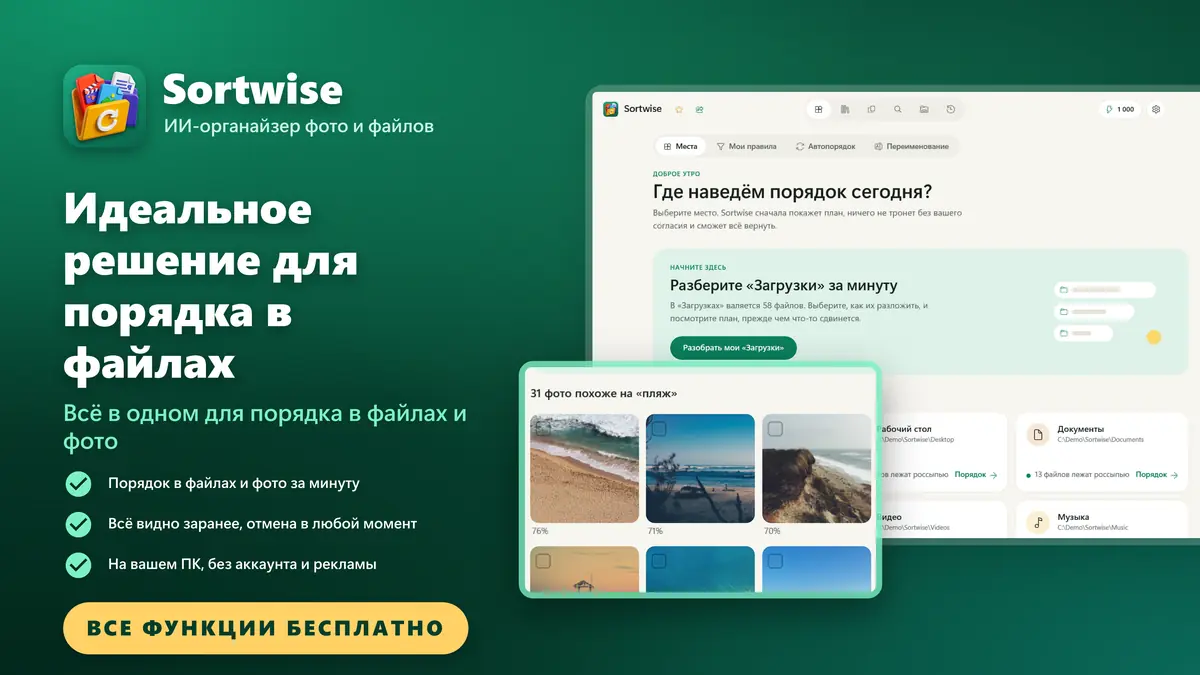 Sortwise
ИИ-органайзер фото и файлов
Идеальное
решение для
порядка в
файлах
Всё в одном для порядка в файлах и
фото
Порядок в файлах и фото за минуту
Всё видно заранее, отмена в любой момент
На вашем ПК, без аккаунта и рекламы
ВСЕ ФУНКЦИИ БЕСПЛАТНО
Sortwise
1 000
Места
Мои правила
Автопорядок
Переименование
ДОБРОЕ УТРО
Где наведём порядок сегодня?
Выберите место. Sortwise сначала покажет план, ничего не тронет без вашего
согласия и сможет всё вернуть.
НАЧНИТЕ ЗДЕСЬ
Разберите «Загрузки» за минуту
В «Загрузках» валяется 58 файлов. Выберите, как их разложить, и
посмотрите план, прежде чем что-то сдвинется.
Разобрать мои «Загрузки»
31 фото похоже на «пляж»
76%
71%
70%
Рабочий стол
:\Demo\Sortwise\Desktop
лежат россыпью
Порядок →
Документы
C:\Demo\Sortwise\Documents
13 файлов лежат россыпью
Порядок →
Видео
:\Demo\Sortwise\Videos
Музыка
C:\Demo\Sortwise\Music